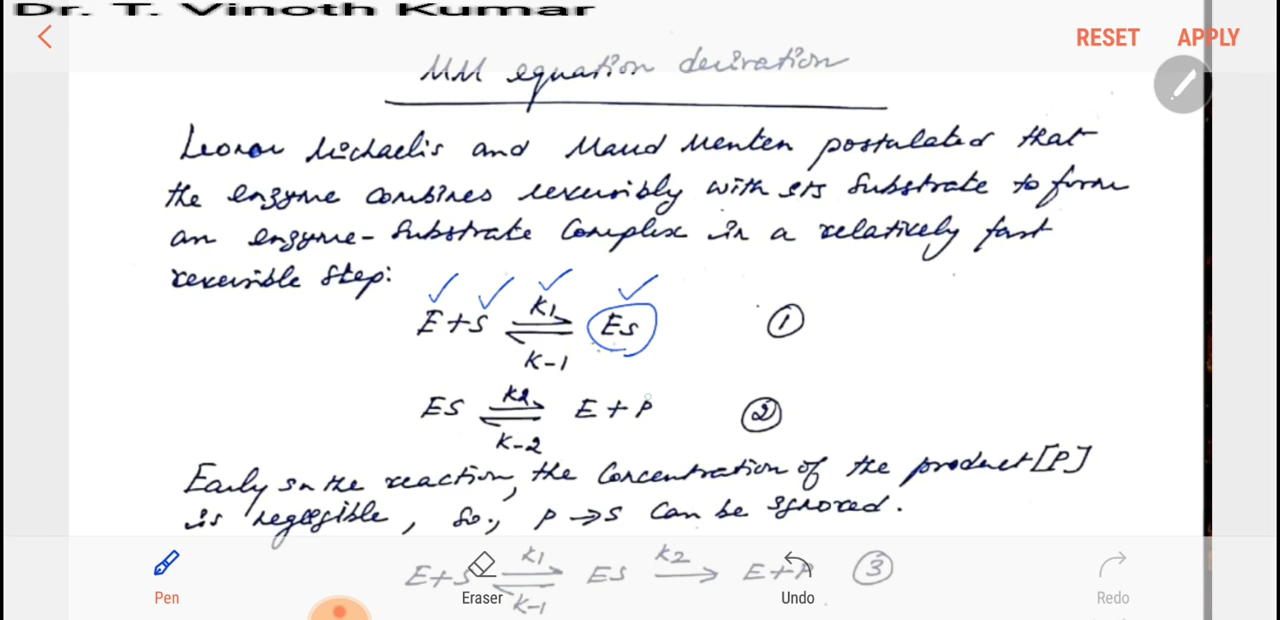 Dr. T. Vinoth Kumar
RESET APPLY
MM equation derivation
Leonor Michaelis and Maud Menten postulated that
the enzyme combines reversibly with its substrate to form
an enzyme-substrate complex in a relatively fast
reversible step:
E+S ⇌ ES ①
K1
K-1
ES ⇌ E+P ②
K2
K-2
Early in the reaction, the concentration of the product [P]
is negligible, so, P → S can be ignored.
E+S ⇌ ES → E+P ③
K1 K2
K-1
Pen Eraser Undo Redo